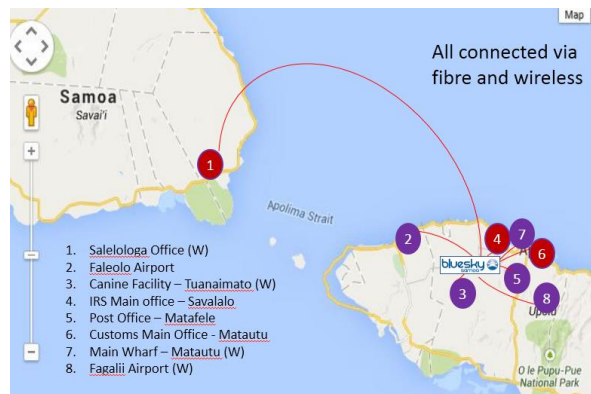 Map
All connected via
fibre and wireless
Samoa
Savai'i
1
Apolima Strait
2
4
7
6
bluesky
samoa
5
3
8
Upolu
O le Pupu-Pue
National Park
1. Salelologa Office (W)
2. Faleolo Airport
3. Canine Facility – Tuanaimato (W)
4. IRS Main office – Savalalo
5. Post Office – Matafele
6. Customs Main Office - Matautu
7. Main Wharf – Matautu (W)
8. Fagalii Airport (W)